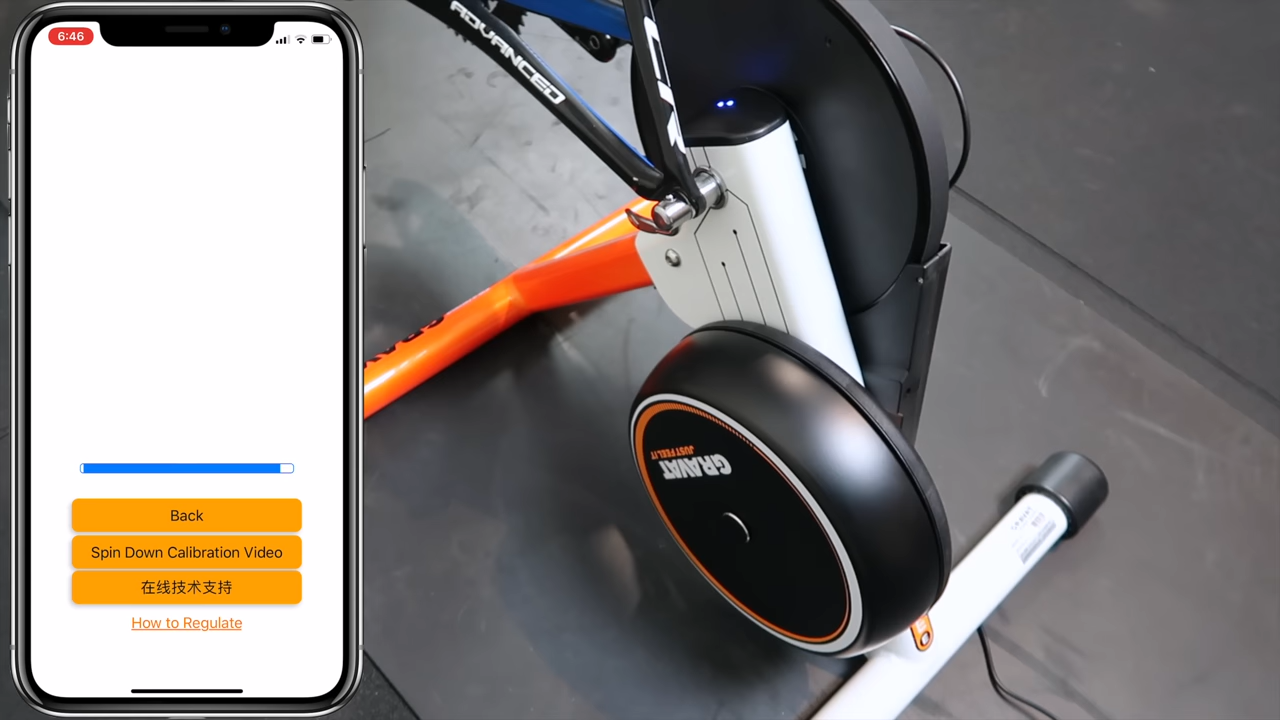 6:46
Back
Spin Down Calibration Video
在线技术支持
How to Regulate
ADVANCED
GRAVAT
JUST FEEL IT